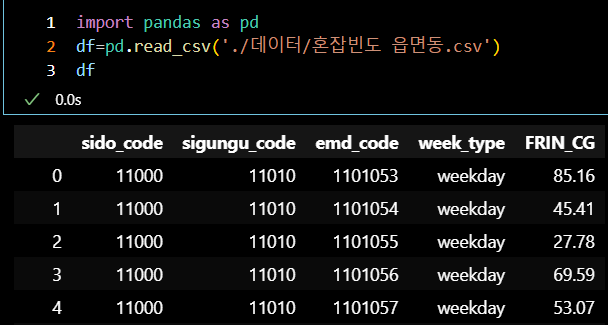 1 import pandas as pd
2 df=pd.read_csv('./데이터/혼잡빈도 읍면동.csv')
3 df
0.0s
sido_code sigungu_code emd_code week_type FRIN_CG
0 11000 11010 1101053 weekday 85.16
1 11000 11010 1101054 weekday 45.41
2 11000 11010 1101055 weekday 27.78
3 11000 11010 1101056 weekday 69.59
4 11000 11010 1101057 weekday 53.07